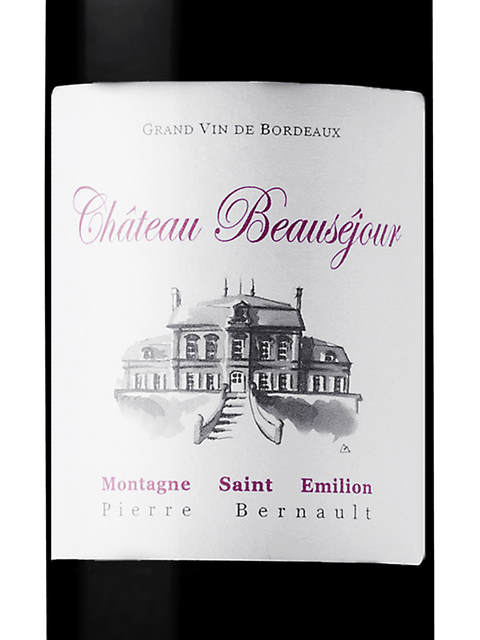 GRAND VIN DE BORDEAUX
Château Beauséjour
Montagne Saint Emilion
Pierre Bernault